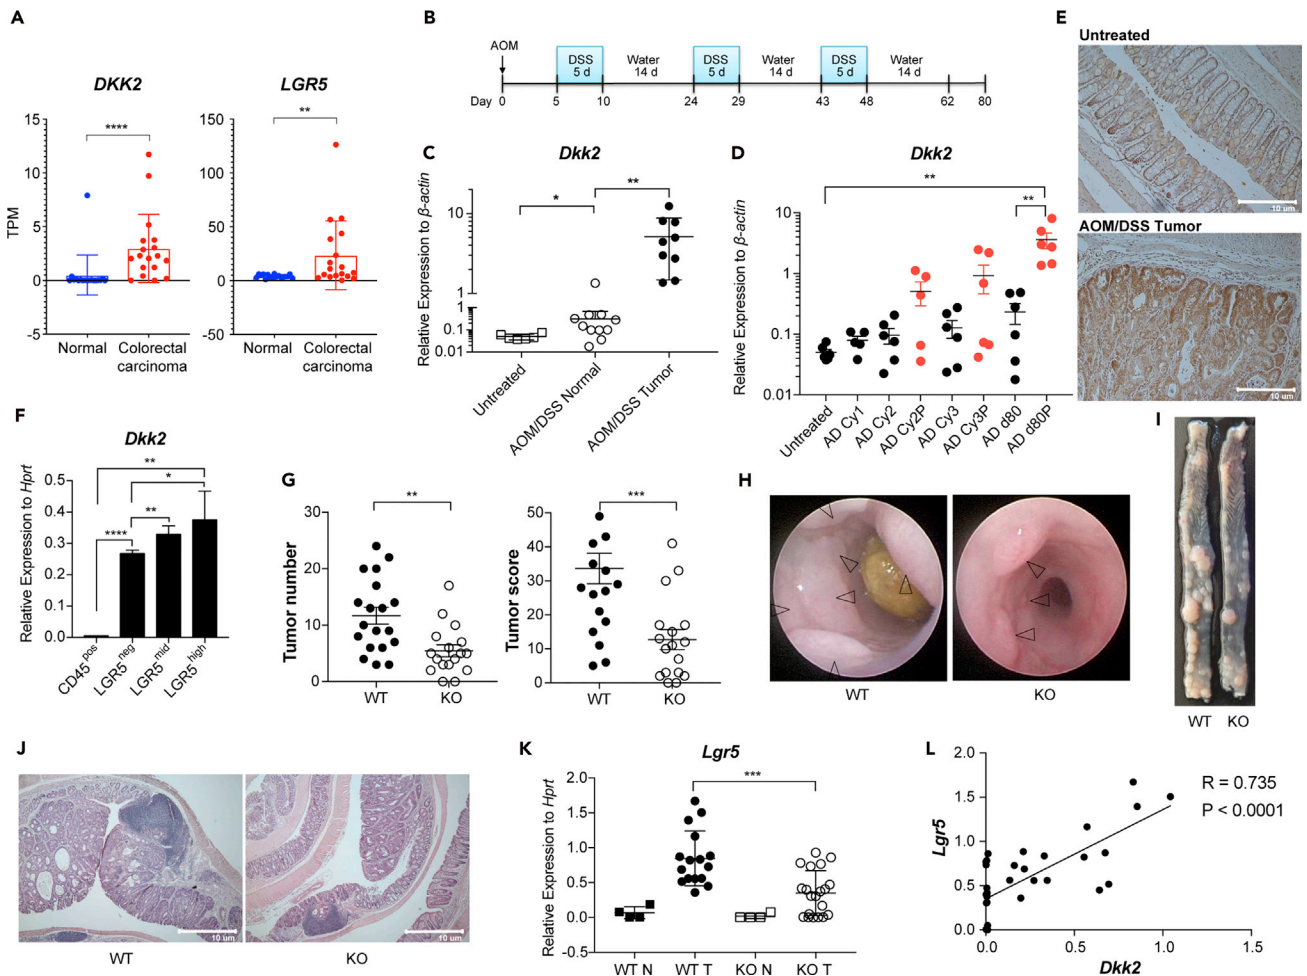 A
DKK2
LGR5
****
**
TPM
15
10
5
0
-5
150
100
50
0
-50
Normal
Colorectal
carcinoma
Normal
Colorectal
carcinoma
B
AOM
DSS
5 d
Water
14 d
DSS
5 d
Water
14 d
DSS
5 d
Water
14 d
Day
0
5
10
24
29
43
48
62
80
C
Dkk2
*
**
Relative Expression to β-actin
10
1
1
0.1
0.01
Untreated
AOM/DSS Normal
AOM/DSS Tumor
D
Dkk2
**
**
Relative Expression to β-actin
10
1
0.1
0.01
Untreated
AD Cy1
AD Cy2
AD Cy2P
AD Cy3
AD Cy3P
AD d80
AD d80P
E
Untreated
10 um
AOM/DSS Tumor
10 um
F
Dkk2
**
*
**
****
Relative Expression to Hprt
0.5
0.4
0.3
0.2
0.1
0.0
CD45pos
LGR5neg
LGR5mid
LGR5high
G
**
Tumor number
30
20
10
0
WT
KO
***
Tumor score
50
40
30
20
10
0
WT
KO
H
WT
KO
I
WT KO
J
10 um
10 um
WT
KO
K
Lgr5
***
Relative Expression to Hprt
2.0
1.5
1.0
0.5
0.0
-0.5
WT N
WT T
KO N
KO T
L
Lgr5
2.0
1.5
1.0
0.5
0.0
R = 0.735
P < 0.0001
0.0
0.5
1.0
1.5
Dkk2